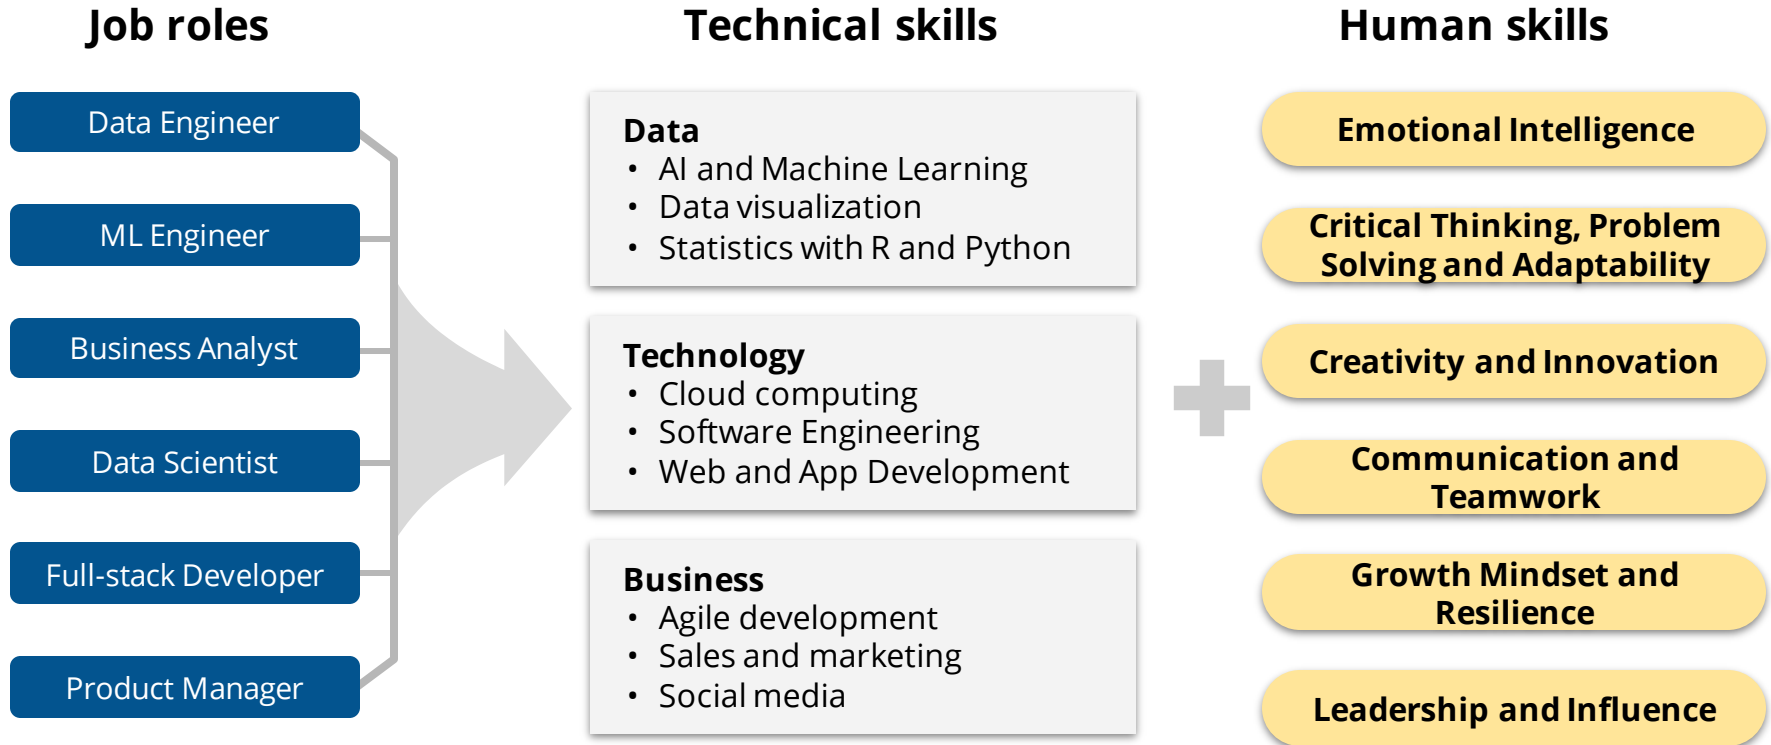 Job roles
Data Engineer
ML Engineer
Business Analyst
Data Scientist
Full-stack Developer
Product Manager
Technical skills
Data
• AI and Machine Learning
• Data visualization
• Statistics with R and Python
Technology
• Cloud computing
• Software Engineering
• Web and App Development
Business
• Agile development
• Sales and marketing
• Social media
Human skills
Emotional Intelligence
Critical Thinking, Problem
Solving and Adaptability
Creativity and Innovation
Communication and
Teamwork
Growth Mindset and
Resilience
Leadership and Influence